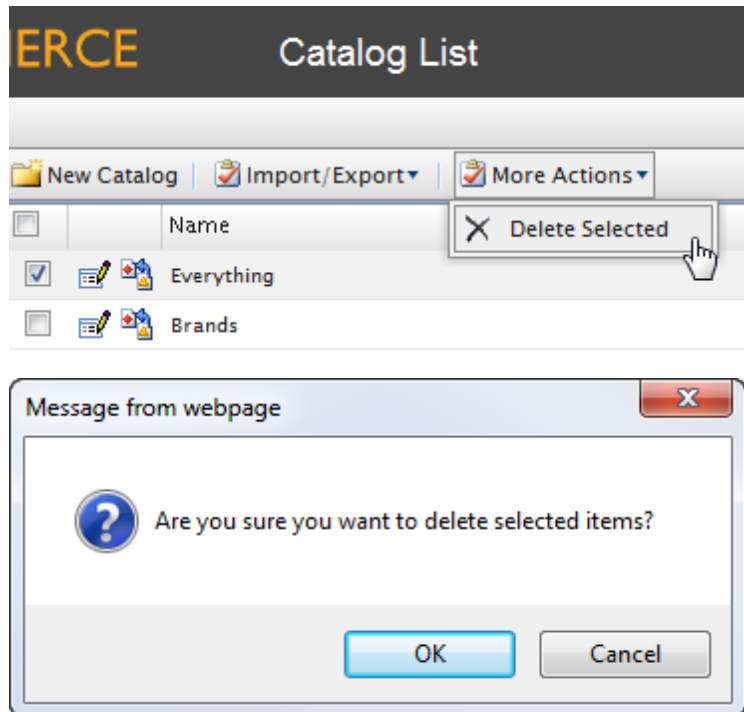 IERCE Catalog List
New Catalog Import/Export More Actions
Name Delete Selected
Everything
Brands
Message from webpage
Are you sure you want to delete selected items?
OK Cancel